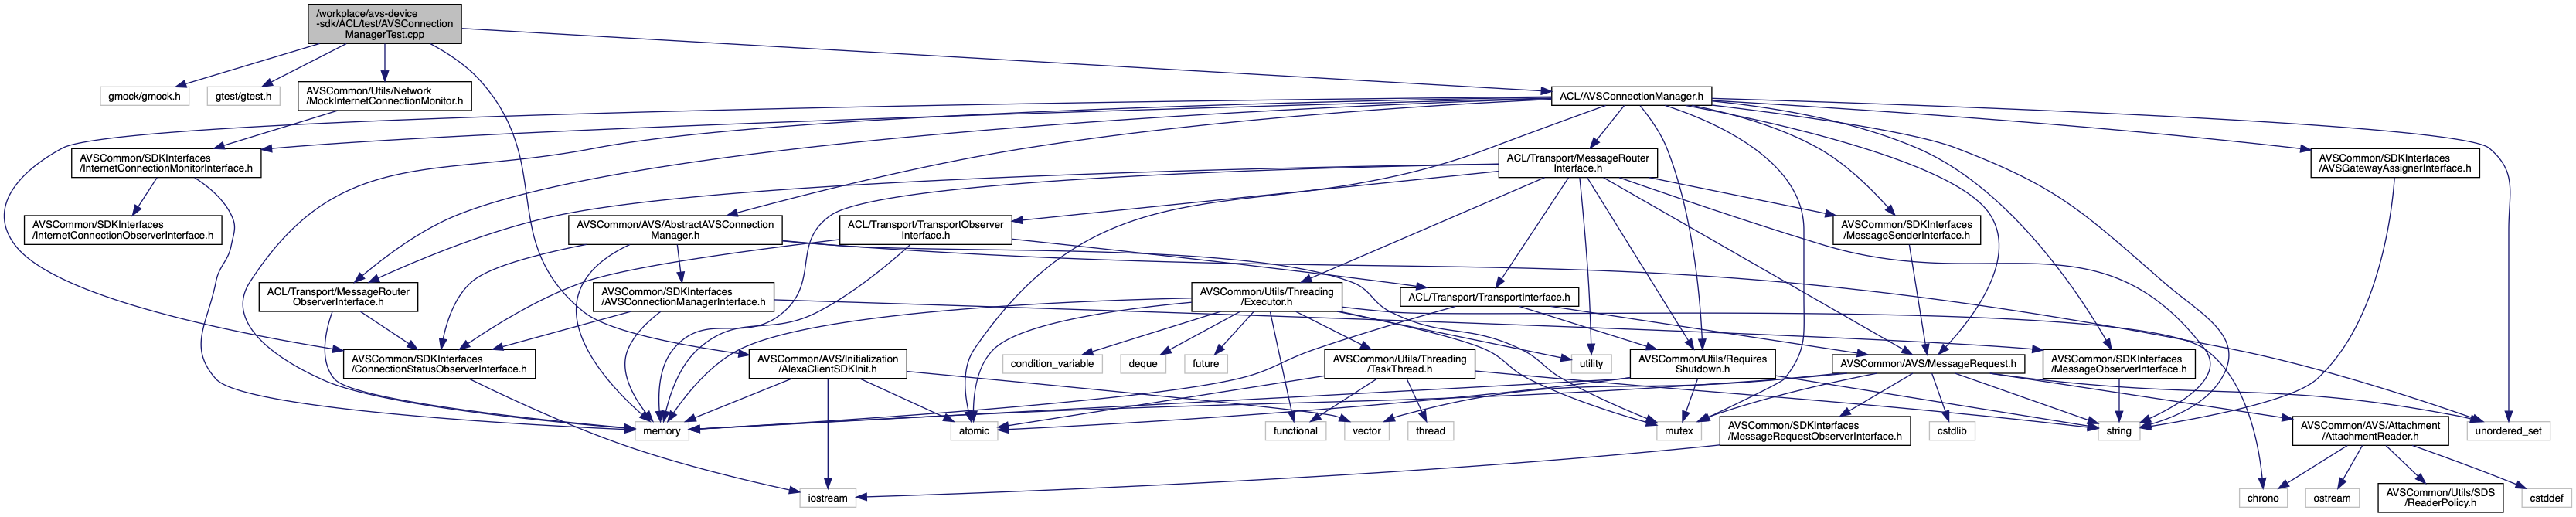 /workplace/avs-device
-sdk/ACL/test/AVSConnection
ManagerTest.cpp
gmock/gmock.h
gtest/gtest.h
AVSCommon/Utils/Network
/MockInternetConnectionMonitor.h
ACL/AVSConnectionManager.h
AVSCommon/SDKInterfaces
/InternetConnectionMonitorInterface.h
ACL/Transport/MessageRouter
Interface.h
AVSCommon/SDKInterfaces
/AVSGatewayAssignerInterface.h
AVSCommon/SDKInterfaces
/InternetConnectionObserverInterface.h
AVSCommon/AVS/AbstractAVSConnection
Manager.h
ACL/Transport/TransportObserver
Interface.h
AVSCommon/SDKInterfaces
/MessageSenderInterface.h
ACL/Transport/MessageRouter
ObserverInterface.h
AVSCommon/SDKInterfaces
/AVSConnectionManagerInterface.h
AVSCommon/Utils/Threading
/Executor.h
ACL/Transport/TransportInterface.h
AVSCommon/SDKInterfaces
/ConnectionStatusObserverInterface.h
AVSCommon/AVS/Initialization
/AlexaClientSDKInit.h
condition_variable
deque
future
AVSCommon/Utils/Threading
/TaskThread.h
utility
AVSCommon/Utils/Requires
Shutdown.h
AVSCommon/AVS/MessageRequest.h
AVSCommon/SDKInterfaces
/MessageObserverInterface.h
memory
atomic
functional
vector
thread
mutex
AVSCommon/SDKInterfaces
/MessageRequestObserverInterface.h
cstdlib
string
AVSCommon/AVS/Attachment
/AttachmentReader.h
unordered_set
iostream
chrono
ostream
AVSCommon/Utils/SDS
/ReaderPolicy.h
cstddef